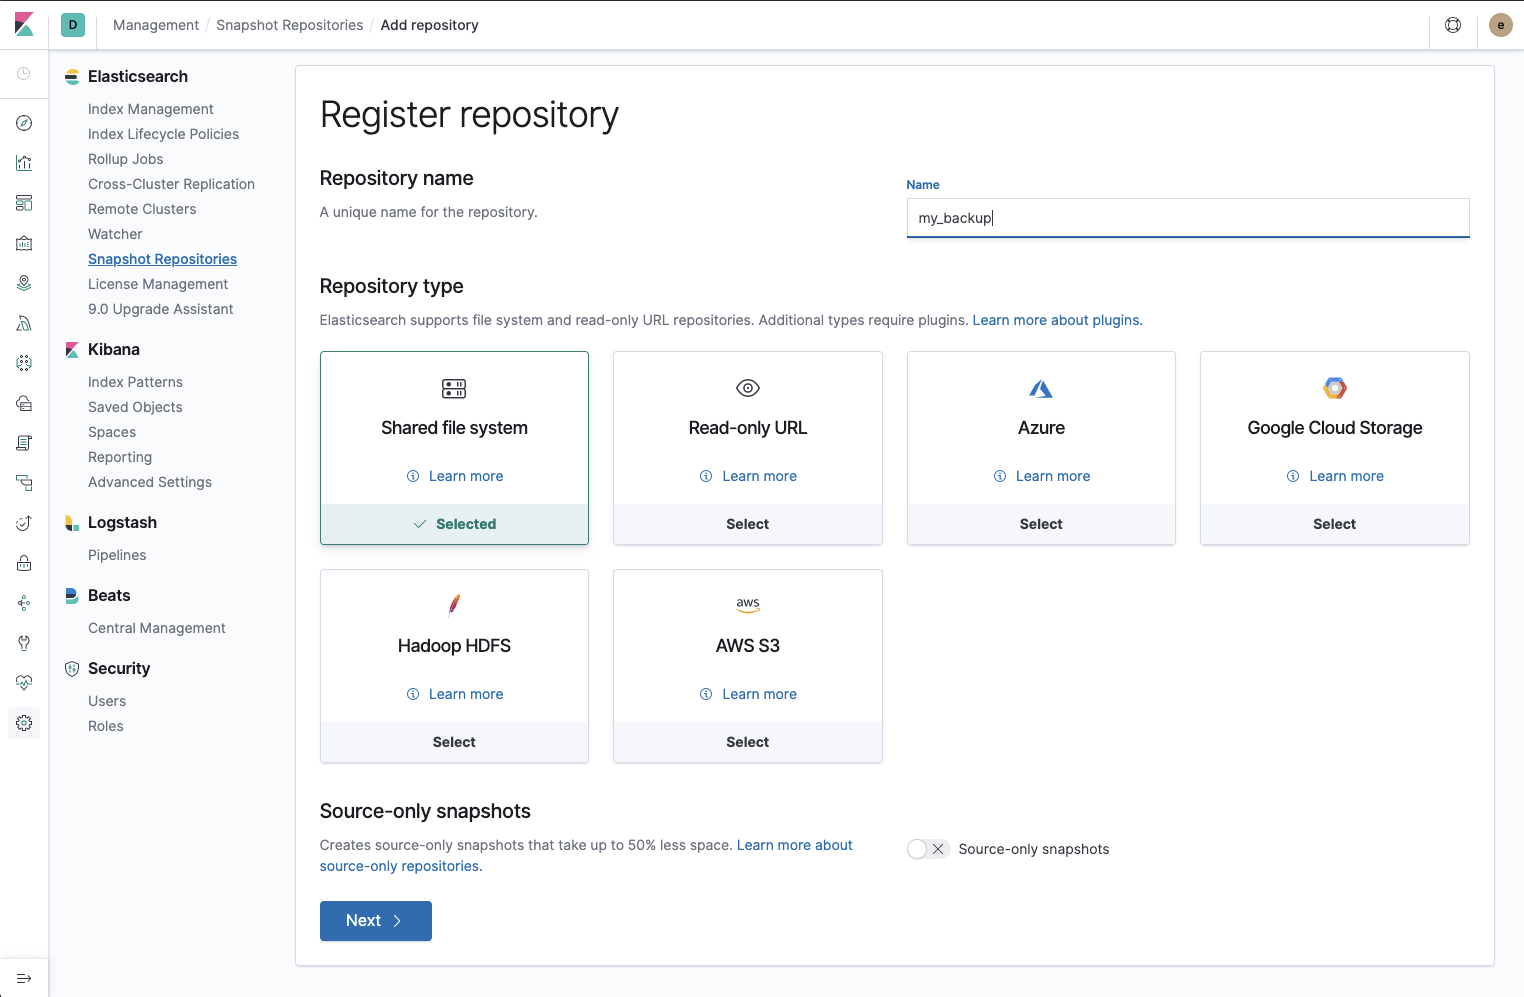 D
Management / Snapshot Repositories / Add repository
e
Elasticsearch
Index Management
Index Lifecycle Policies
Rollup Jobs
Cross-Cluster Replication
Remote Clusters
Watcher
Snapshot Repositories
License Management
9.0 Upgrade Assistant
Kibana
Index Patterns
Saved Objects
Spaces
Reporting
Advanced Settings
Logstash
Pipelines
Beats
Central Management
Security
Users
Roles
Register repository
Repository name
A unique name for the repository.
Name
my_backup
Repository type
Elasticsearch supports file system and read-only URL repositories. Additional types require plugins. Learn more about plugins.
Shared file system
Learn more
Selected
Read-only URL
Learn more
Select
Azure
Learn more
Select
Google Cloud Storage
Learn more
Select
Hadoop HDFS
Learn more
Select
aws
AWS S3
Learn more
Select
Source-only snapshots
Creates source-only snapshots that take up to 50% less space. Learn more about
source-only repositories.
Source-only snapshots
Next